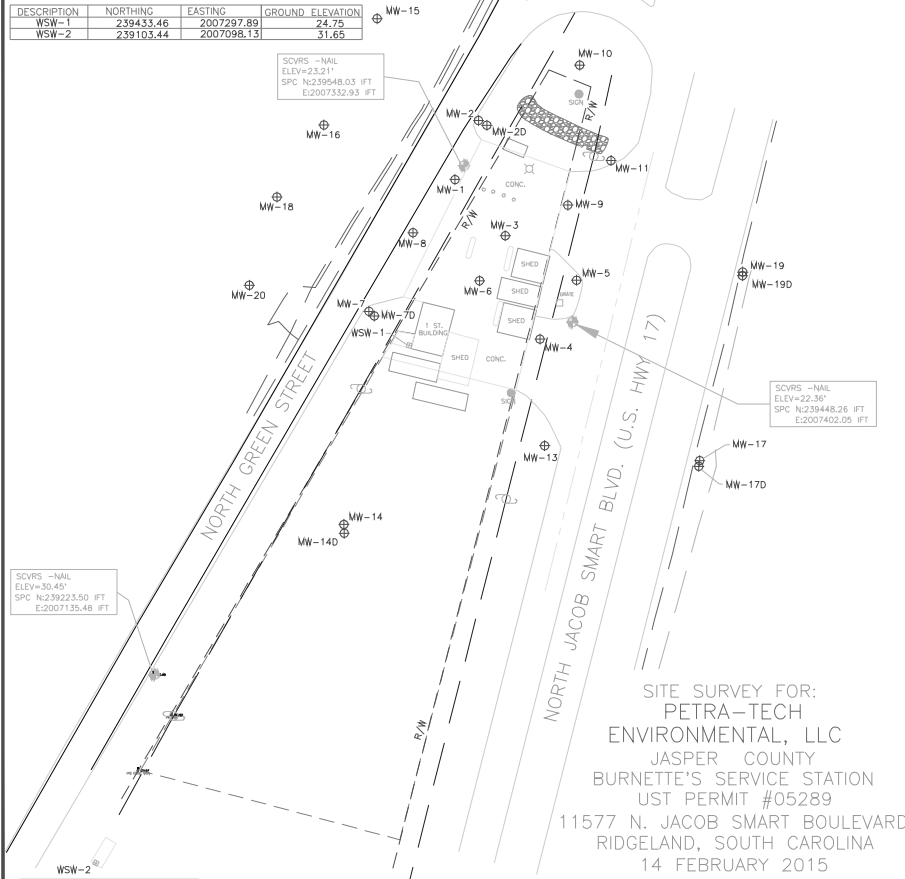 DESCRIPTION NORTHING EASTING GROUND ELEVATION
WSW-1 239433.46 2007297.89 24.75
WSW-2 239103.44 2007098.13 31.65
MW-15
SCVRS -NAIL
ELEV=23.21'
SPC N:239548.03 IFT
E:2007332.93 IFT
MW-10
SIGN
R/W
MW-2
MW-2D
MW-16
MW-11
MW-1
CONC.
MW-18
MW-9
R/W
MW-8
MW-3
SHED
MW-19
MW-19D
MW-20
MW-6
MW-5
SHED
GRATE
MW-7
MW-7D
SHED
1 ST.
BUILDING
WSW-1
MW-4
SHED
CONC.
NORTH GREEN STREET
NORTH JACOB SMART BLVD. (U.S. HWY 17)
SIGN
SCVRS -NAIL
ELEV=22.36'
SPC N:239448.26 IFT
E:2007402.05 IFT
MW-13
MW-17
MW-17D
MW-14
MW-14D
SCVRS -NAIL
ELEV=30.45'
SPC N:239223.50 IFT
E:2007135.48 IFT
R/W
WSW-2
SITE SURVEY FOR:
PETRA-TECH
ENVIRONMENTAL, LLC
JASPER COUNTY
BURNETTE'S SERVICE STATION
UST PERMIT #05289
11577 N. JACOB SMART BOULEVARD
RIDGELAND, SOUTH CAROLINA
14 FEBRUARY 2015